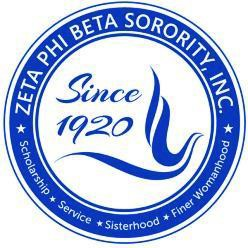 ZETA PHI BETA SORORITY, INC.
Since
1920
Scholarship ★ Service ★ Sisterhood ★ Finer Womanhood